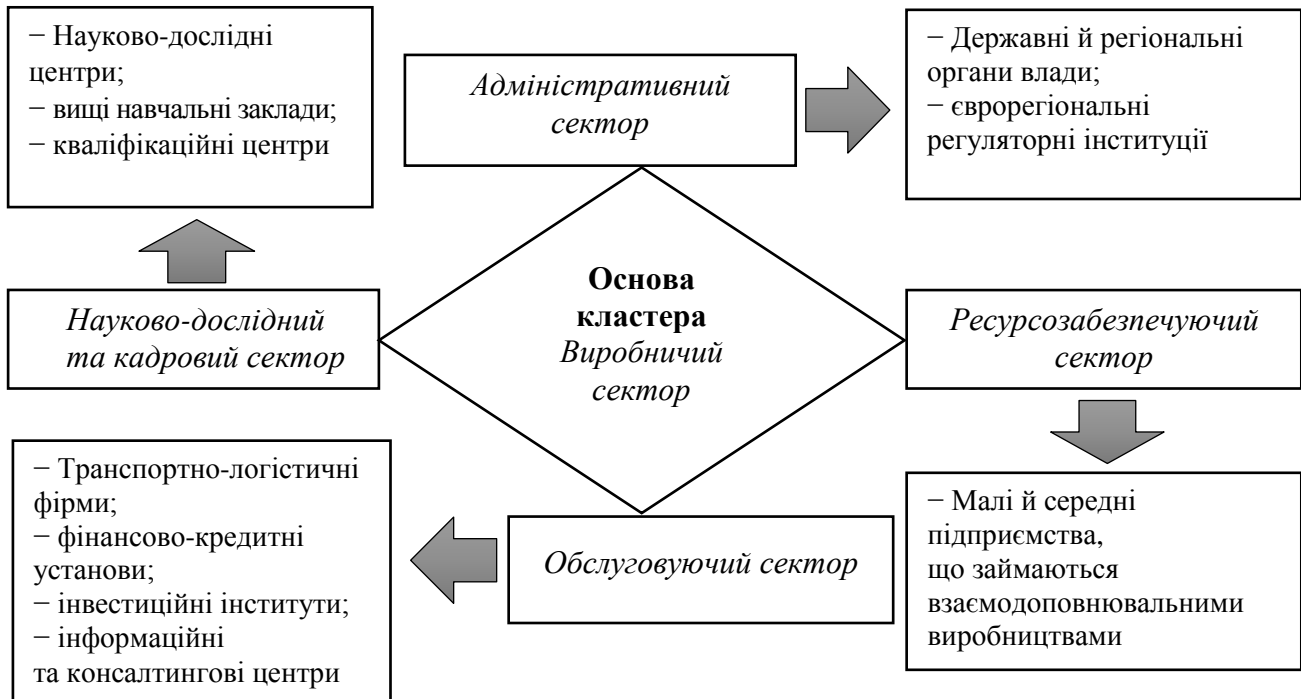 − Науково-дослідні
центри;
− вищі навчальні заклади;
− кваліфікаційні центри
Адміністративний
сектор
− Державні й регіональні
органи влади;
− єврорегіональні
регуляторні інституції
Науково-дослідний
та кадровий сектор
Основа
кластера
Виробничий
сектор
Ресурсозабезпечуючий
сектор
− Транспортно-логістичні
фірми;
− фінансово-кредитні
установи;
− інвестиційні інститути;
− інформаційні
та консалтингові центри
Обслуговуючий сектор
− Малі й середні
підприємства,
що займаються
взаємодоповнювальними
виробництвами